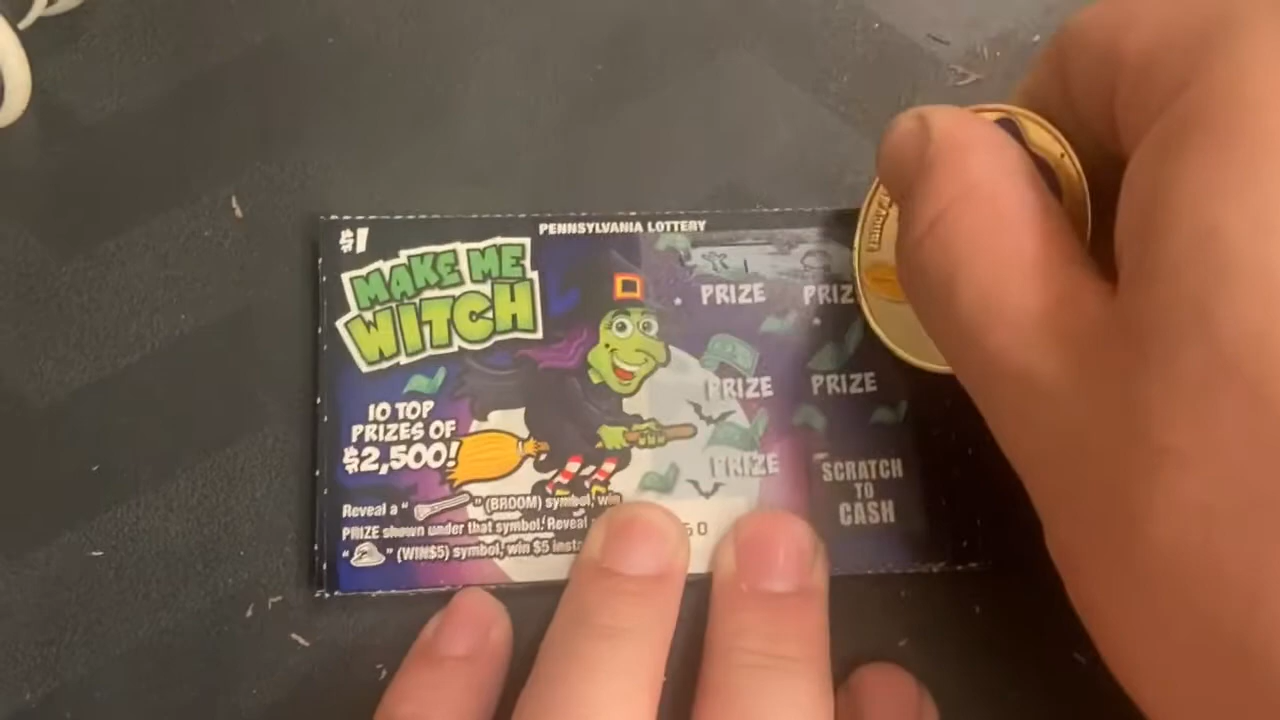 $1
PENNSYLVANIA LOTTERY
MAKE ME
WITCH
10 TOP
PRIZES OF
$2,500!
PRIZE PRIZ
PRIZE PRIZE
PRIZE
SCRATCH
TO
CASH
Reveal a " " (BROOM) symbol, win
PRIZE shown under that symbol. Reveal
" " (WIN$5) symbol, win $5 insta